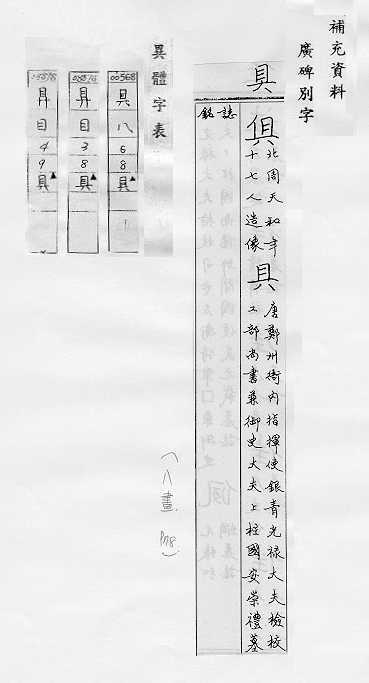 補充資料
廣碑別字
具
俱
北周天和年
十七人造像
具
唐鄭州衙內指揮使銀青光祿大夫檢校
工部尚書兼御史大夫上柱國安崇禮墓
誌銘
異體字表
00568
具
八
6
8
具▲
目
3
8
具▲
目
4
9
具▲
(八畫 P.78)